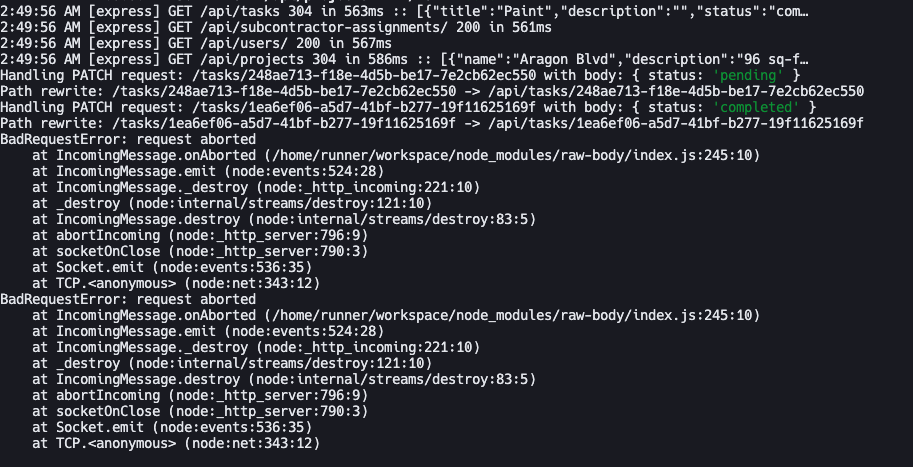 2:49:56 AM [express] GET /api/tasks 304 in 563ms :: [{"title":"Paint","description":"","status":"com…
2:49:56 AM [express] GET /api/subcontractor-assignments/ 200 in 561ms
2:49:56 AM [express] GET /api/users/ 200 in 567ms
2:49:56 AM [express] GET /api/projects 304 in 586ms :: [{"name":"Aragon Blvd","description":"96 sq-f…
Handling PATCH request: /tasks/248ae713-f18e-4d5b-be17-7e2cb62ec550 with body: { status: 'pending' }
Path rewrite: /tasks/248ae713-f18e-4d5b-be17-7e2cb62ec550 -> /api/tasks/248ae713-f18e-4d5b-be17-7e2cb62ec550
Handling PATCH request: /tasks/1ea6ef06-a5d7-41bf-b277-19f11625169f with body: { status: 'completed' }
Path rewrite: /tasks/1ea6ef06-a5d7-41bf-b277-19f11625169f -> /api/tasks/1ea6ef06-a5d7-41bf-b277-19f11625169f
BadRequestError: request aborted
    at IncomingMessage.onAborted (/home/runner/workspace/node_modules/raw-body/index.js:245:10)
    at IncomingMessage.emit (node:events:524:28)
    at IncomingMessage._destroy (node:_http_incoming:221:10)
    at _destroy (node:internal/streams/destroy:121:10)
    at IncomingMessage.destroy (node:internal/streams/destroy:83:5)
    at abortIncoming (node:_http_server:796:9)
    at socketOnClose (node:_http_server:790:3)
    at Socket.emit (node:events:536:35)
    at TCP.<anonymous> (node:net:343:12)
BadRequestError: request aborted
    at IncomingMessage.onAborted (/home/runner/workspace/node_modules/raw-body/index.js:245:10)
    at IncomingMessage.emit (node:events:524:28)
    at IncomingMessage._destroy (node:_http_incoming:221:10)
    at _destroy (node:internal/streams/destroy:121:10)
    at IncomingMessage.destroy (node:internal/streams/destroy:83:5)
    at abortIncoming (node:_http_server:796:9)
    at socketOnClose (node:_http_server:790:3)
    at Socket.emit (node:events:536:35)
    at TCP.<anonymous> (node:net:343:12)